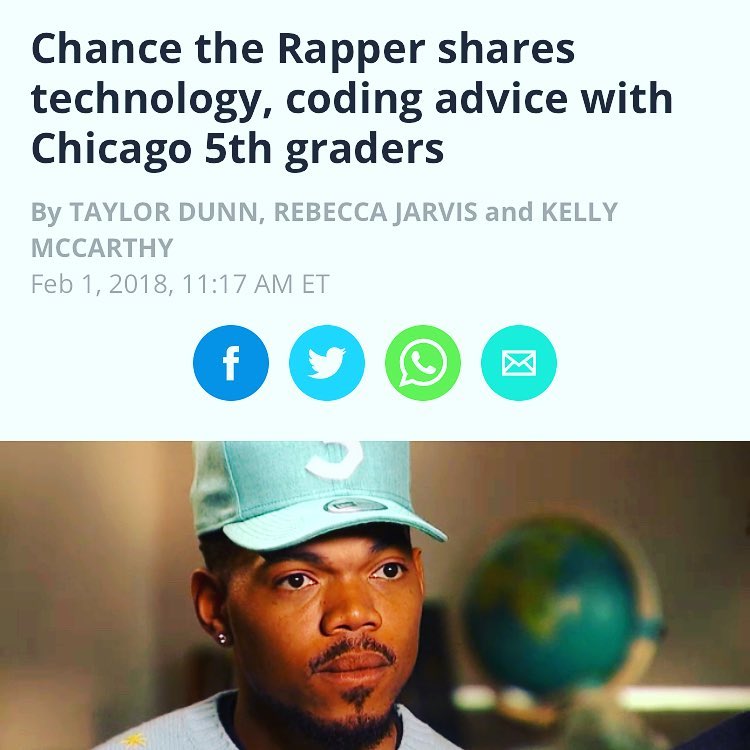 Chance the Rapper shares
technology, coding advice with
Chicago 5th graders
By TAYLOR DUNN, REBECCA JARVIS and KELLY
MCCARTHY
Feb 1, 2018, 11:17 AM ET